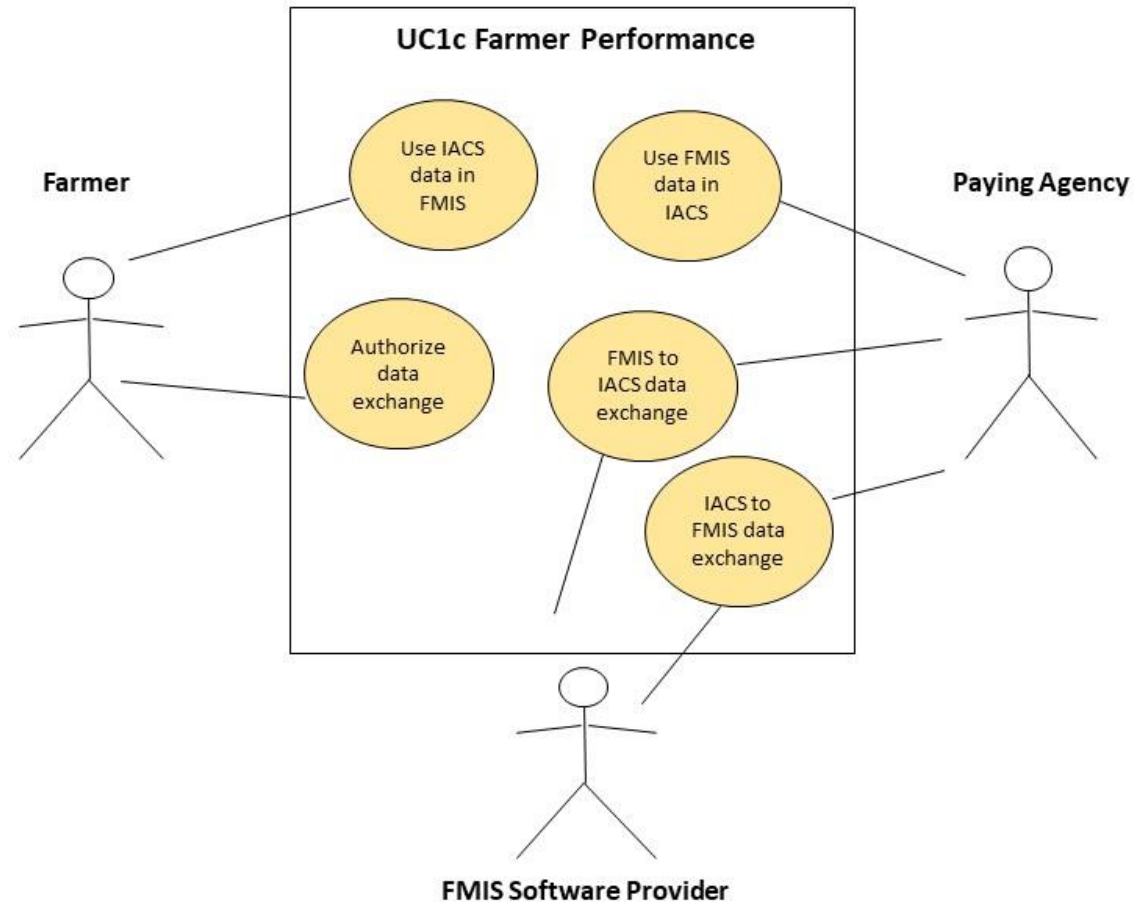 UC1c Farmer Performance
Farmer
Use IACS
data in
FMIS
Use FMIS
data in
IACS
Paying Agency
Authorize
data
exchange
FMIS to
IACS data
exchange
IACS to
FMIS data
exchange
FMIS Software Provider